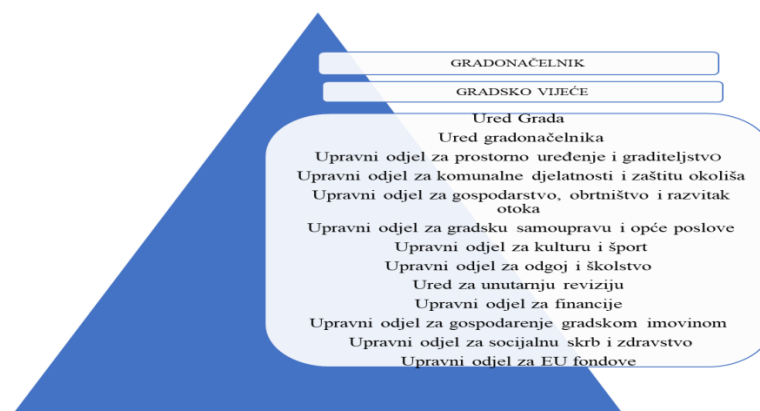 GRADONAČELNIK
GRADSKO VIJEĆE
Ured Grada
Ured gradonačelnika
Upravni odjel za prostorno uređenje i graditeljstvo
Upravni odjel za komunalne djelatnosti i zaštitu okoliša
Upravni odjel za gospodarstvo, obrtništvo i razvitak
otoka
Upravni odjel za gradsku samoupravu i opće poslove
Upravni odjel za kulturu i šport
Upravni odjel za odgoj i školstvo
Ured za unutarnju reviziju
Upravni odjel za financije
Upravni odjel za gospodarenje gradskom imovinom
Upravni odjel za socijalnu skrb i zdravstvo
Upravni odjel za EU fondove